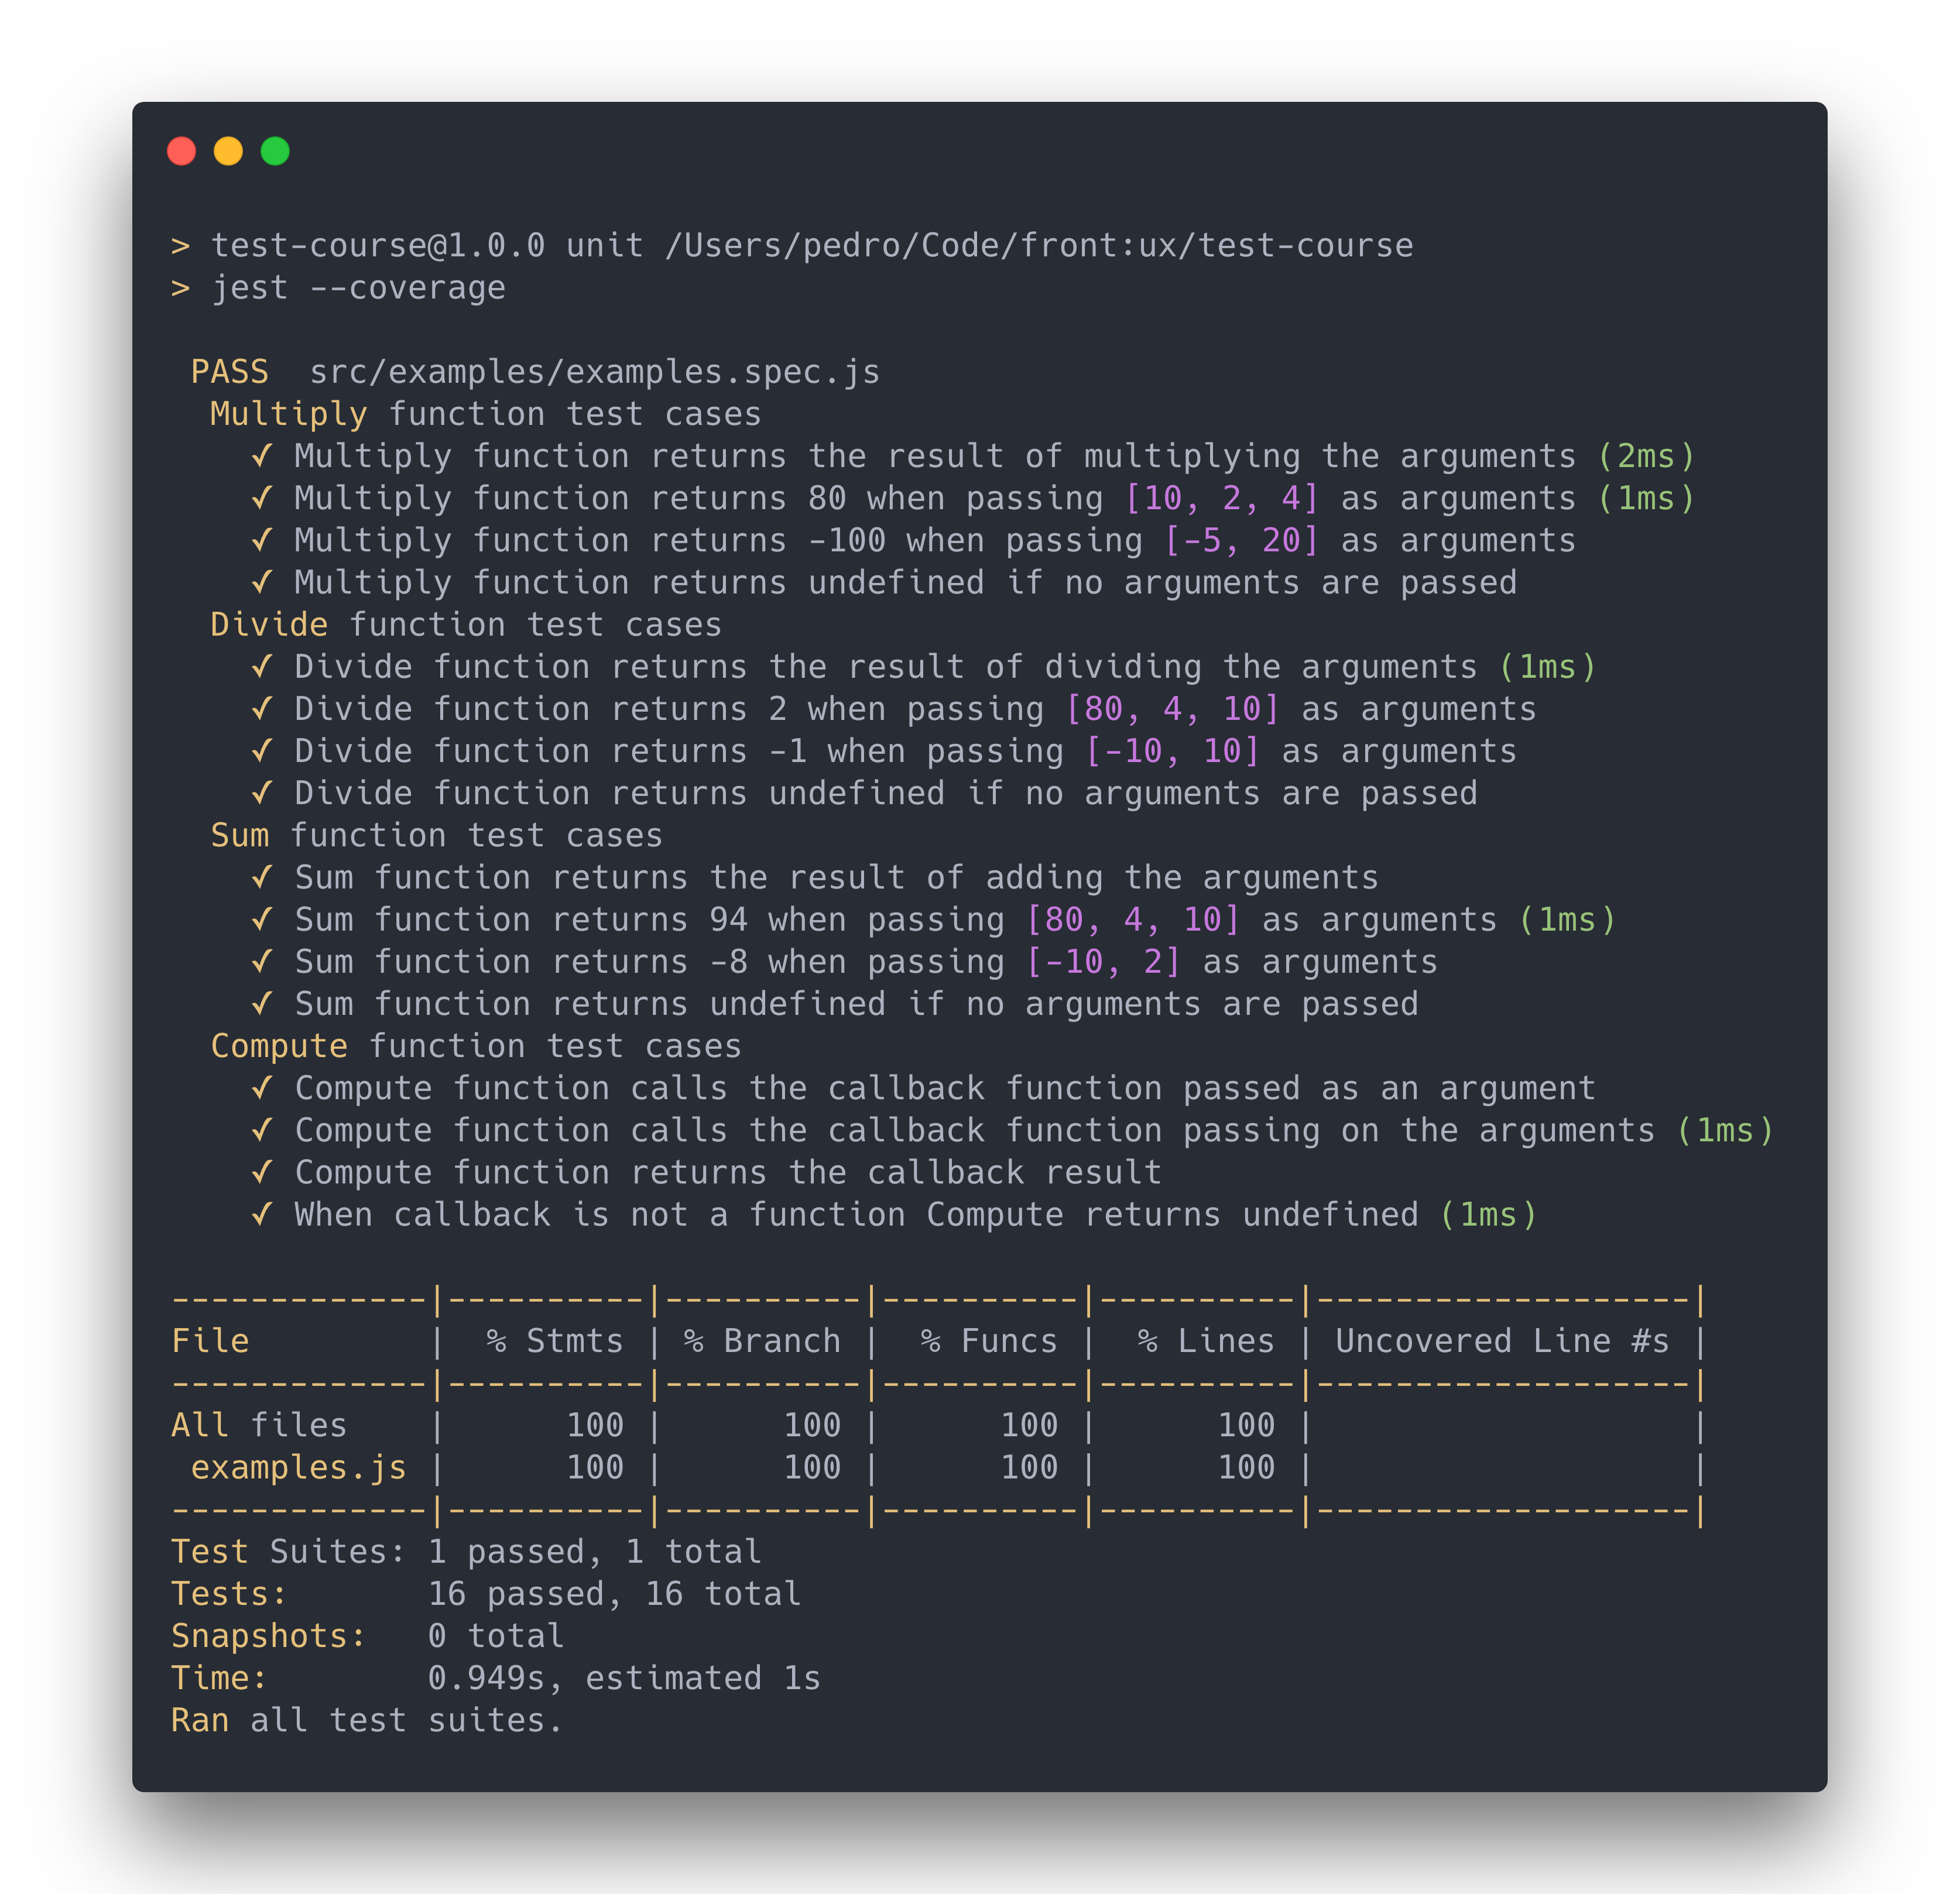 > test-course@1.0.0 unit /Users/pedro/Code/front:ux/test-course
> jest --coverage

 PASS  src/examples/examples.spec.js
  Multiply function test cases
    ✓ Multiply function returns the result of multiplying the arguments (2ms)
    ✓ Multiply function returns 80 when passing [10, 2, 4] as arguments (1ms)
    ✓ Multiply function returns -100 when passing [-5, 20] as arguments
    ✓ Multiply function returns undefined if no arguments are passed
  Divide function test cases
    ✓ Divide function returns the result of dividing the arguments (1ms)
    ✓ Divide function returns 2 when passing [80, 4, 10] as arguments
    ✓ Divide function returns -1 when passing [-10, 10] as arguments
    ✓ Divide function returns undefined if no arguments are passed
  Sum function test cases
    ✓ Sum function returns the result of adding the arguments
    ✓ Sum function returns 94 when passing [80, 4, 10] as arguments (1ms)
    ✓ Sum function returns -8 when passing [-10, 2] as arguments
    ✓ Sum function returns undefined if no arguments are passed
  Compute function test cases
    ✓ Compute function calls the callback function passed as an argument
    ✓ Compute function calls the callback function passing on the arguments (1ms)
    ✓ Compute function returns the callback result
    ✓ When callback is not a function Compute returns undefined (1ms)

-------------|----------|----------|----------|----------|-------------------|
File         |  % Stmts | % Branch |  % Funcs |  % Lines | Uncovered Line #s |
-------------|----------|----------|----------|----------|-------------------|
All files    |      100 |      100 |      100 |      100 |                   |
 examples.js |      100 |      100 |      100 |      100 |                   |
-------------|----------|----------|----------|----------|-------------------|
Test Suites: 1 passed, 1 total
Tests:       16 passed, 16 total
Snapshots:   0 total
Time:        0.949s, estimated 1s
Ran all test suites.